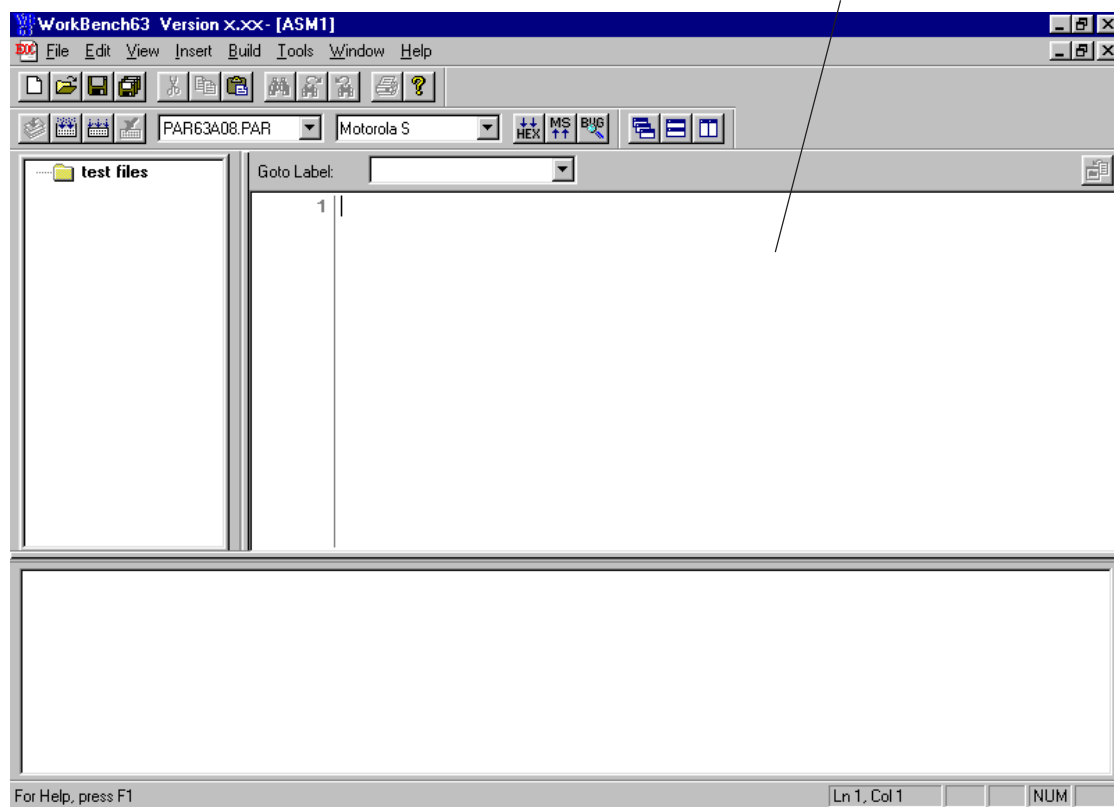 WorkBench63 Version x.xx- [ASM1]
File Edit View Insert Build Tools Window Help
PAR63A08.PAR Motorola S HEX MS BUG
test files Goto Label:
1
For Help, press F1 Ln 1, Col 1 NUM